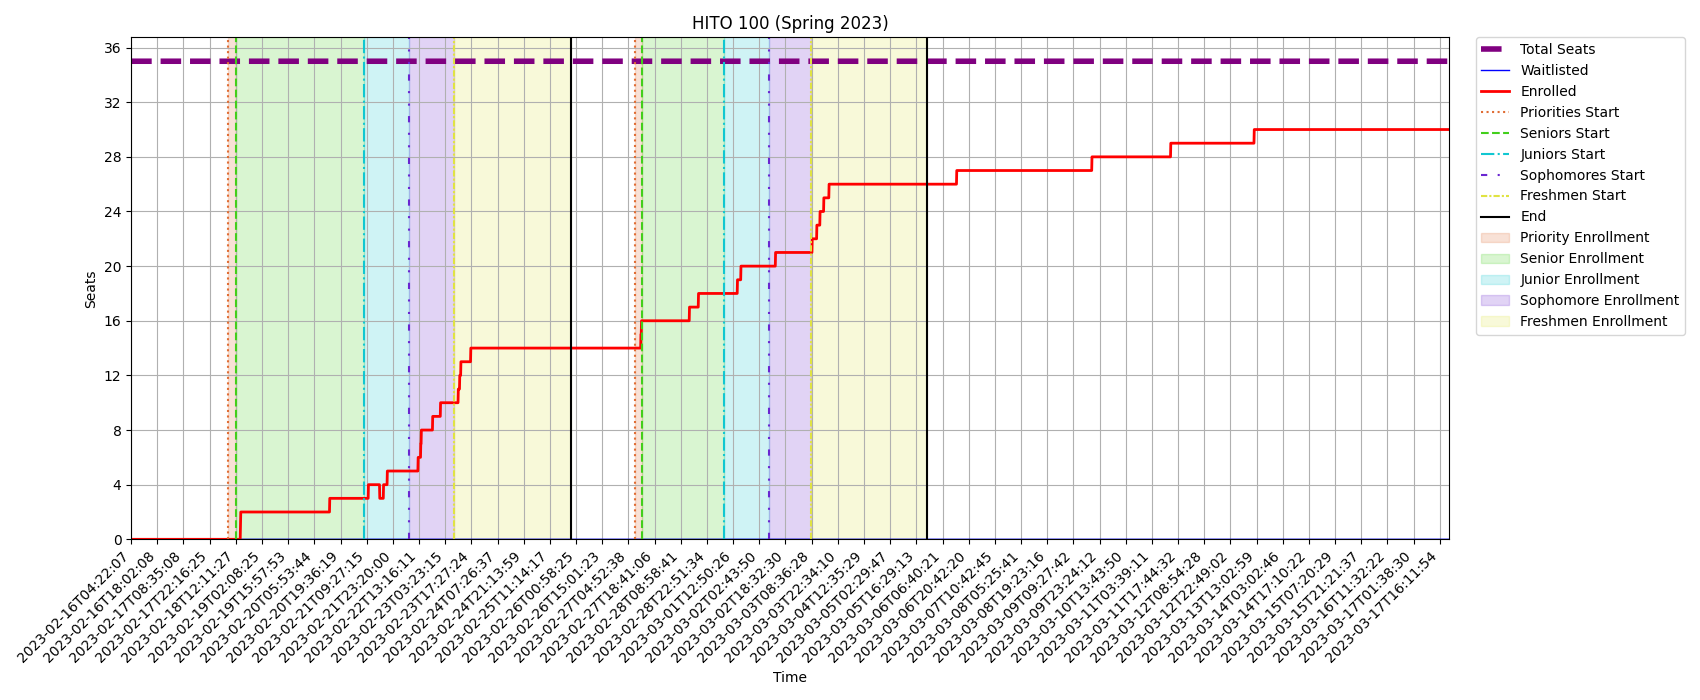 HITO 100 (Spring 2023)
Seats
36
32
28
24
20
16
12
8
4
0
2023-02-16T04:22:07
2023-02-16T18:02:08
2023-02-17T08:35:08
2023-02-17T22:16:25
2023-02-18T12:11:27
2023-02-19T02:08:25
2023-02-19T15:57:53
2023-02-20T05:53:44
2023-02-20T19:36:19
2023-02-21T09:27:15
2023-02-21T23:20:00
2023-02-22T13:16:11
2023-02-23T03:23:15
2023-02-23T17:27:24
2023-02-24T07:26:37
2023-02-24T21:13:59
2023-02-25T11:14:17
2023-02-26T00:58:25
2023-02-26T15:01:23
2023-02-27T04:52:38
2023-02-27T18:41:06
2023-02-28T08:58:41
2023-02-28T22:51:34
2023-03-01T12:50:26
2023-03-02T02:43:50
2023-03-02T18:32:30
2023-03-03T08:36:28
2023-03-03T22:34:10
2023-03-04T12:35:29
2023-03-05T02:29:47
2023-03-05T16:29:13
2023-03-06T06:40:21
2023-03-06T20:42:20
2023-03-07T10:42:45
2023-03-08T05:25:41
2023-03-08T19:23:16
2023-03-09T09:27:42
2023-03-09T23:24:12
2023-03-10T13:43:50
2023-03-11T03:39:11
2023-03-11T17:44:32
2023-03-12T08:54:28
2023-03-12T22:49:02
2023-03-13T13:02:59
2023-03-14T03:02:46
2023-03-14T17:10:22
2023-03-15T07:20:29
2023-03-15T21:21:37
2023-03-16T11:32:22
2023-03-17T01:38:30
2023-03-17T16:11:54
Time
Total Seats
Waitlisted
Enrolled
Priorities Start
Seniors Start
Juniors Start
Sophomores Start
Freshmen Start
End
Priority Enrollment
Senior Enrollment
Junior Enrollment
Sophomore Enrollment
Freshmen Enrollment